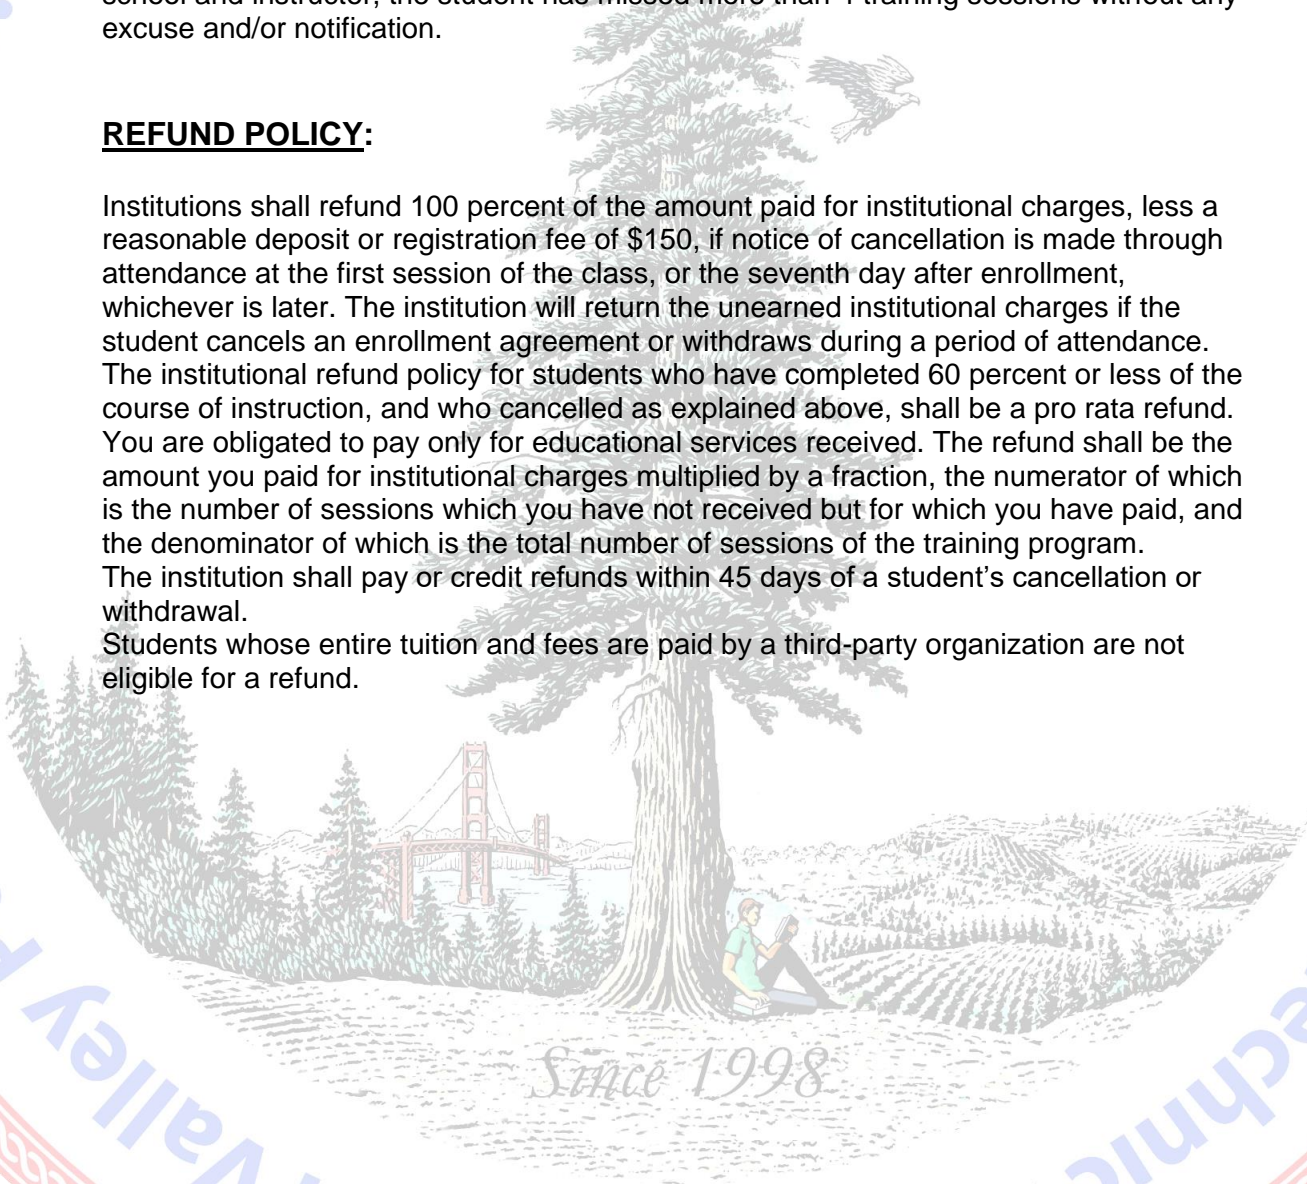 excuse and/or notification.
REFUND POLICY:
Institutions shall refund 100 percent of the amount paid for institutional charges, less a
reasonable deposit or registration fee of $150, if notice of cancellation is made through
attendance at the first session of the class, or the seventh day after enrollment,
whichever is later. The institution will return the unearned institutional charges if the
student cancels an enrollment agreement or withdraws during a period of attendance.
The institutional refund policy for students who have completed 60 percent or less of the
course of instruction, and who cancelled as explained above, shall be a pro rata refund.
You are obligated to pay only for educational services received. The refund shall be the
amount you paid for institutional charges multiplied by a fraction, the numerator of which
is the number of sessions which you have not received but for which you have paid, and
the denominator of which is the total number of sessions of the training program.
The institution shall pay or credit refunds within 45 days of a student's cancellation or
withdrawal.
Students whose entire tuition and fees are paid by a third-party organization are not
eligible for a refund.
Since 1998
Valley